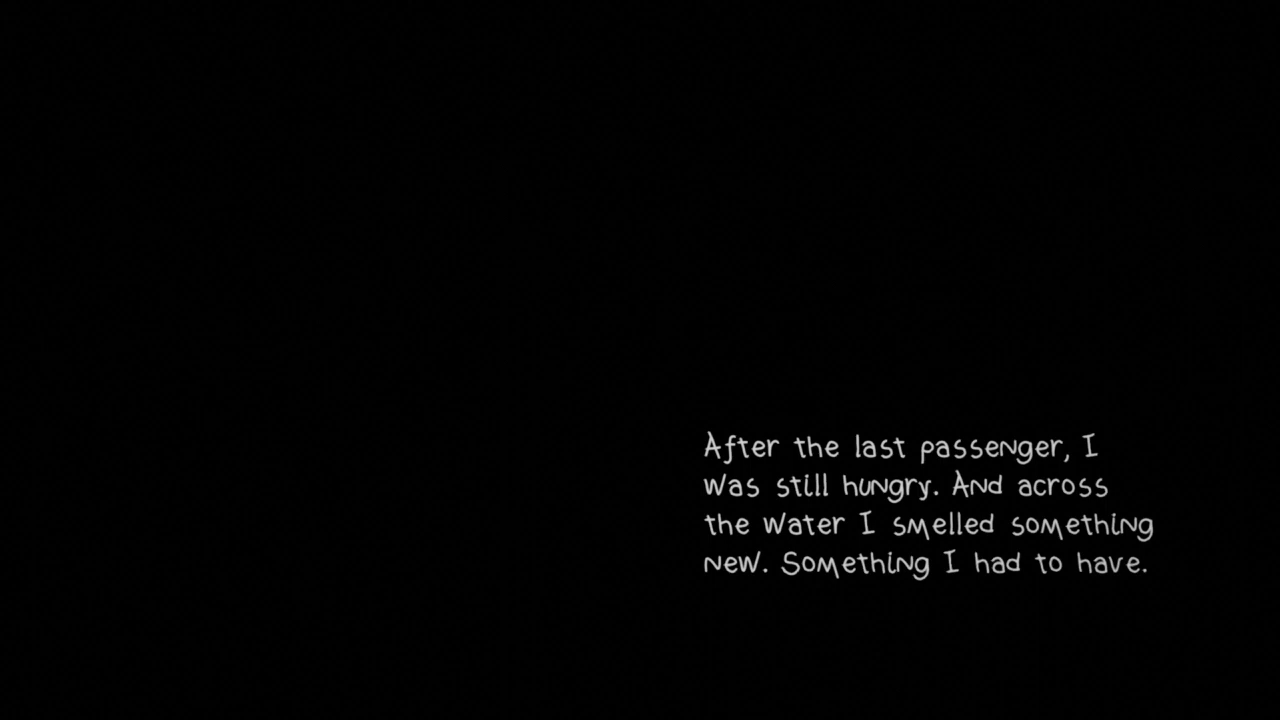 After the last passenger, I
was still hungry. And across
the water I smelled something
new. Something I had to have.